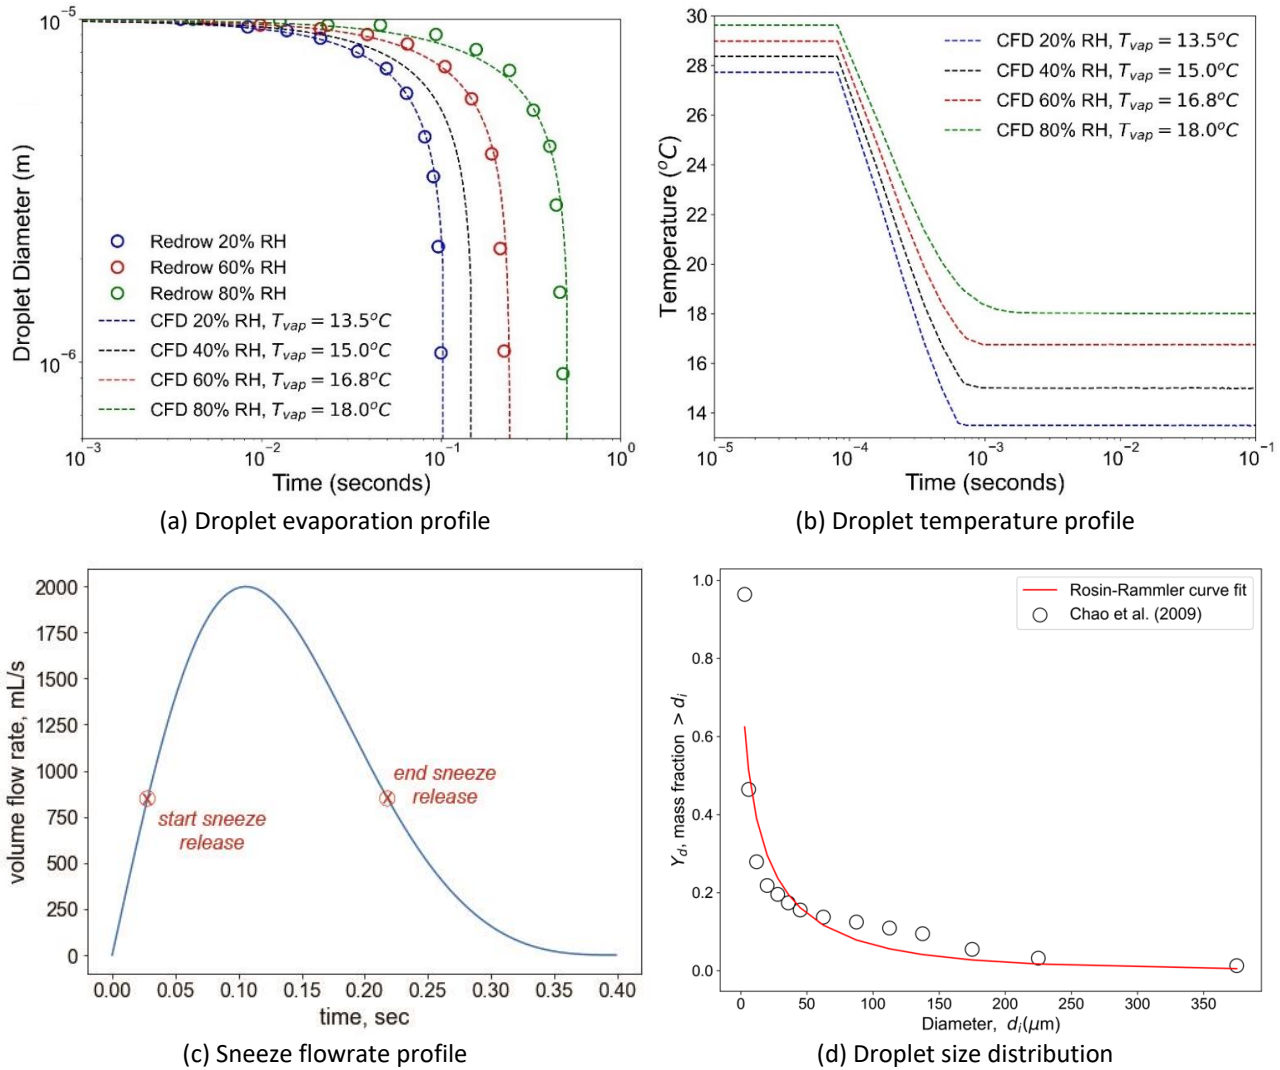 10⁻⁵
10⁻⁶
Droplet Diameter (m)
Redrow 20% RH
Redrow 60% RH
Redrow 80% RH
CFD 20% RH, T_vap = 13.5°C
CFD 40% RH, T_vap = 15.0°C
CFD 60% RH, T_vap = 16.8°C
CFD 80% RH, T_vap = 18.0°C
10⁻³ 10⁻² 10⁻¹ 10⁰
Time (seconds)
(a) Droplet evaporation profile
30
28
26
24
22
20
18
16
14
Temperature (°C)
CFD 20% RH, T_vap = 13.5°C
CFD 40% RH, T_vap = 15.0°C
CFD 60% RH, T_vap = 16.8°C
CFD 80% RH, T_vap = 18.0°C
10⁻⁵ 10⁻⁴ 10⁻³ 10⁻² 10⁻¹
Time (seconds)
(b) Droplet temperature profile
2000
1750
1500
1250
1000
750
500
250
0
volume flow rate, mL/s
start sneeze
release
end sneeze
release
0.00 0.05 0.10 0.15 0.20 0.25 0.30 0.35 0.40
time, sec
(c) Sneeze flowrate profile
1.0
0.8
0.6
0.4
0.2
0.0
Y_d, mass fraction > d_i
Rosin-Rammler curve fit
Chao et al. (2009)
0 50 100 150 200 250 300 350
Diameter, d_i(μm)
(d) Droplet size distribution